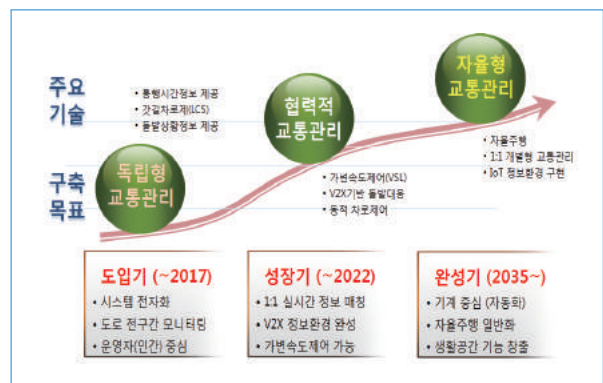 주요
기술
구축
목표
독립형
교통관리
• 통행시간정보 제공
• 갓길차로제(LCS)
• 돌발상황정보 제공
협력적
교통관리
• 가변속도제어(VSL)
• V2X기반 돌발대응
• 동적 차로제어
자율형
교통관리
• 자율주행
• 1:1 개별형 교통관리
• IoT 정보환경 구현
도입기 (~2017)
• 시스템 전자화
• 도로 전구간 모니터링
• 운영자(인간) 중심
성장기 (~2022)
• 1:1 실시간 정보 매칭
• V2X 정보환경 완성
• 가변속도제어 가능
완성기 (2035~)
• 기계 중심 (자동화)
• 자율주행 일반화
• 생활공간 기능 창출